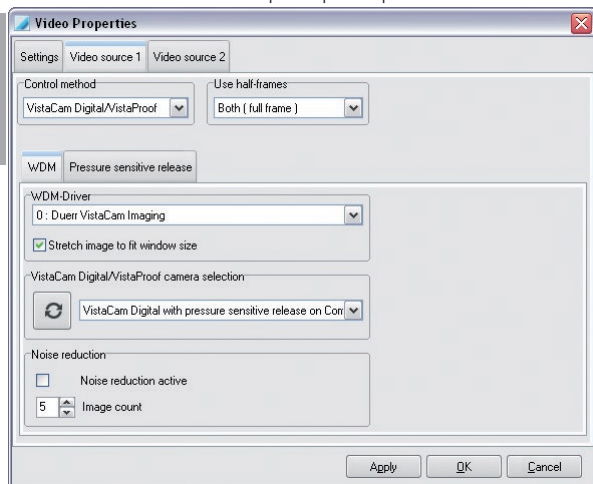 Video Properties
Settings Video source 1 Video source 2
Control method Use half-frames
VistaCam Digital/VistaProof Both ( full frame )
WDM Pressure sensitive release
WDM-Driver
0 : Duerr VistaCam Imaging
Stretch image to fit window size
VistaCam Digital/VistaProof camera selection
VistaCam Digital with pressure sensitive release on
Noise reduction
Noise reduction active
5 Image count
Apply OK Cancel